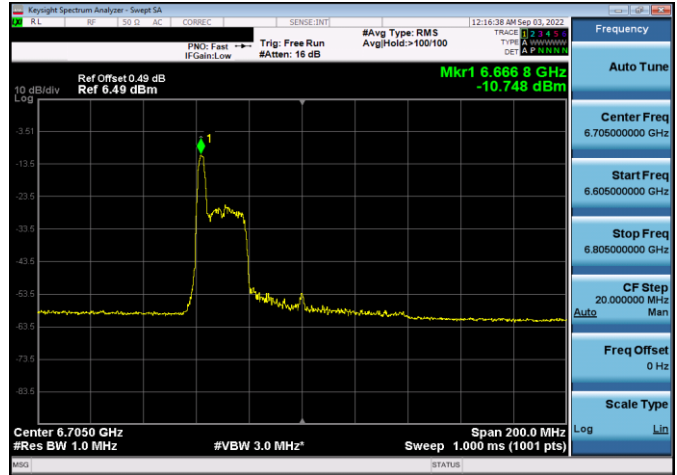 Keysight Spectrum Analyzer - Swept SA
RL RF 50 Ω AC CORREC SENSE:INT 12:16:38 AM Sep 03, 2022
PNO: Fast
IFGain:Low
Trig: Free Run
#Atten: 16 dB
#Avg Type: RMS
Avg|Hold:>100/100
TRACE 1 2 3 4 5 6
TYPE A WWWWW
DET A P N N N N
Mkr1 6.666 8 GHz
-10.748 dBm
Ref Offset 0.49 dB
Ref 6.49 dBm
10 dB/div
Log
1
-3.51
-13.5
-23.5
-33.5
-43.5
-53.5
-63.5
-73.5
-83.5
Center 6.7050 GHz
#Res BW 1.0 MHz
#VBW 3.0 MHz*
Span 200.0 MHz
Sweep 1.000 ms (1001 pts)
MSG
STATUS
Frequency
Auto Tune
Center Freq
6.705000000 GHz
Start Freq
6.605000000 GHz
Stop Freq
6.805000000 GHz
CF Step
20.000000 MHz
Auto Man
Freq Offset
0 Hz
Scale Type
Log Lin